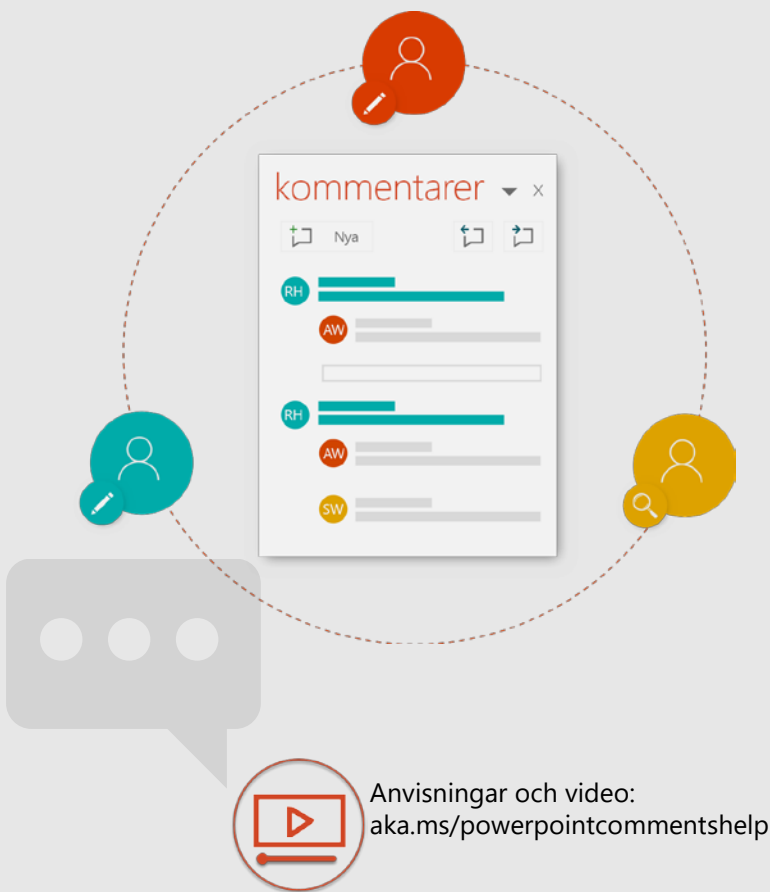 kommentarer
X
Nya
RH
AW
RH
AW
SW
Anvisningar och video:
aka.ms/powerpointcommentshelp